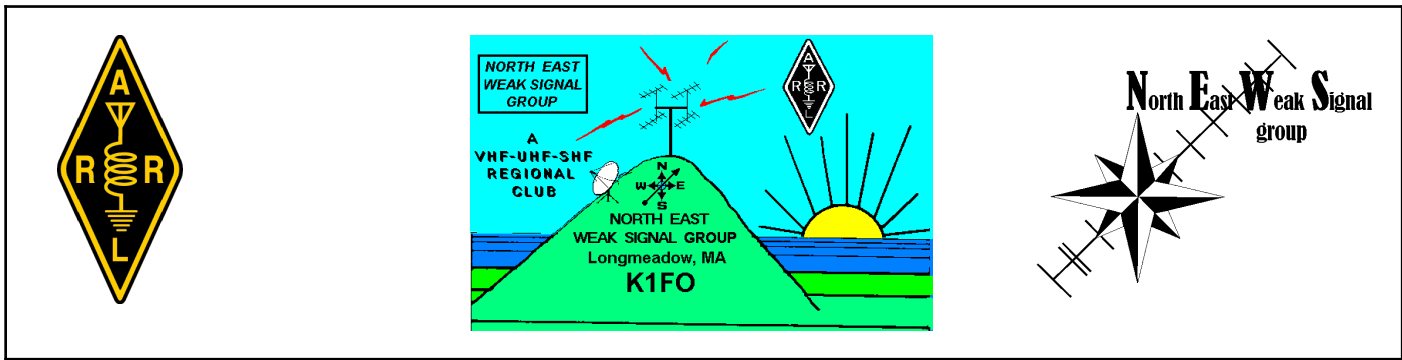 A
R R
L
NORTH EAST
WEAK SIGNAL
GROUP
A
VHF-UHF-SHF
REGIONAL
CLUB
A
R R
L
N
W E
S
NORTH EAST
WEAK SIGNAL GROUP
Longmeadow, MA
K1FO
North East Weak Signal
group